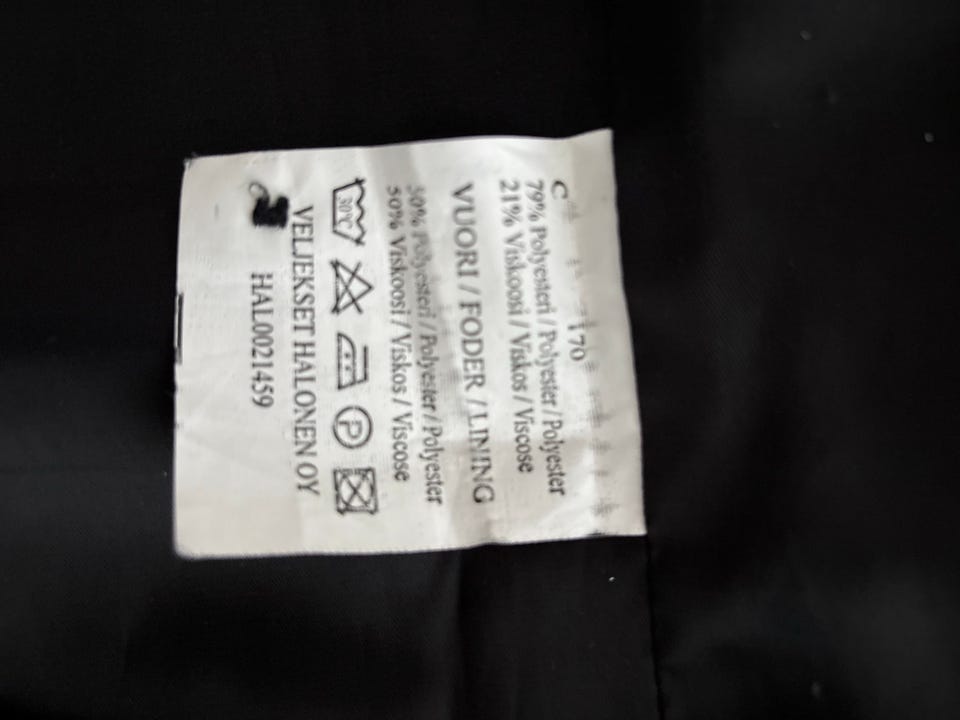 C 170
79% Polyesteri / Polyester / Polyester
21% Viskoosi / Viskos / Viscose
VUORI / FODER / LINING
50% Polyesteri / Polyester / Polyester
50% Viskoosi / Viskos / Viscose
30°C P
VELJEKSET HALONEN OY
HAL0021459